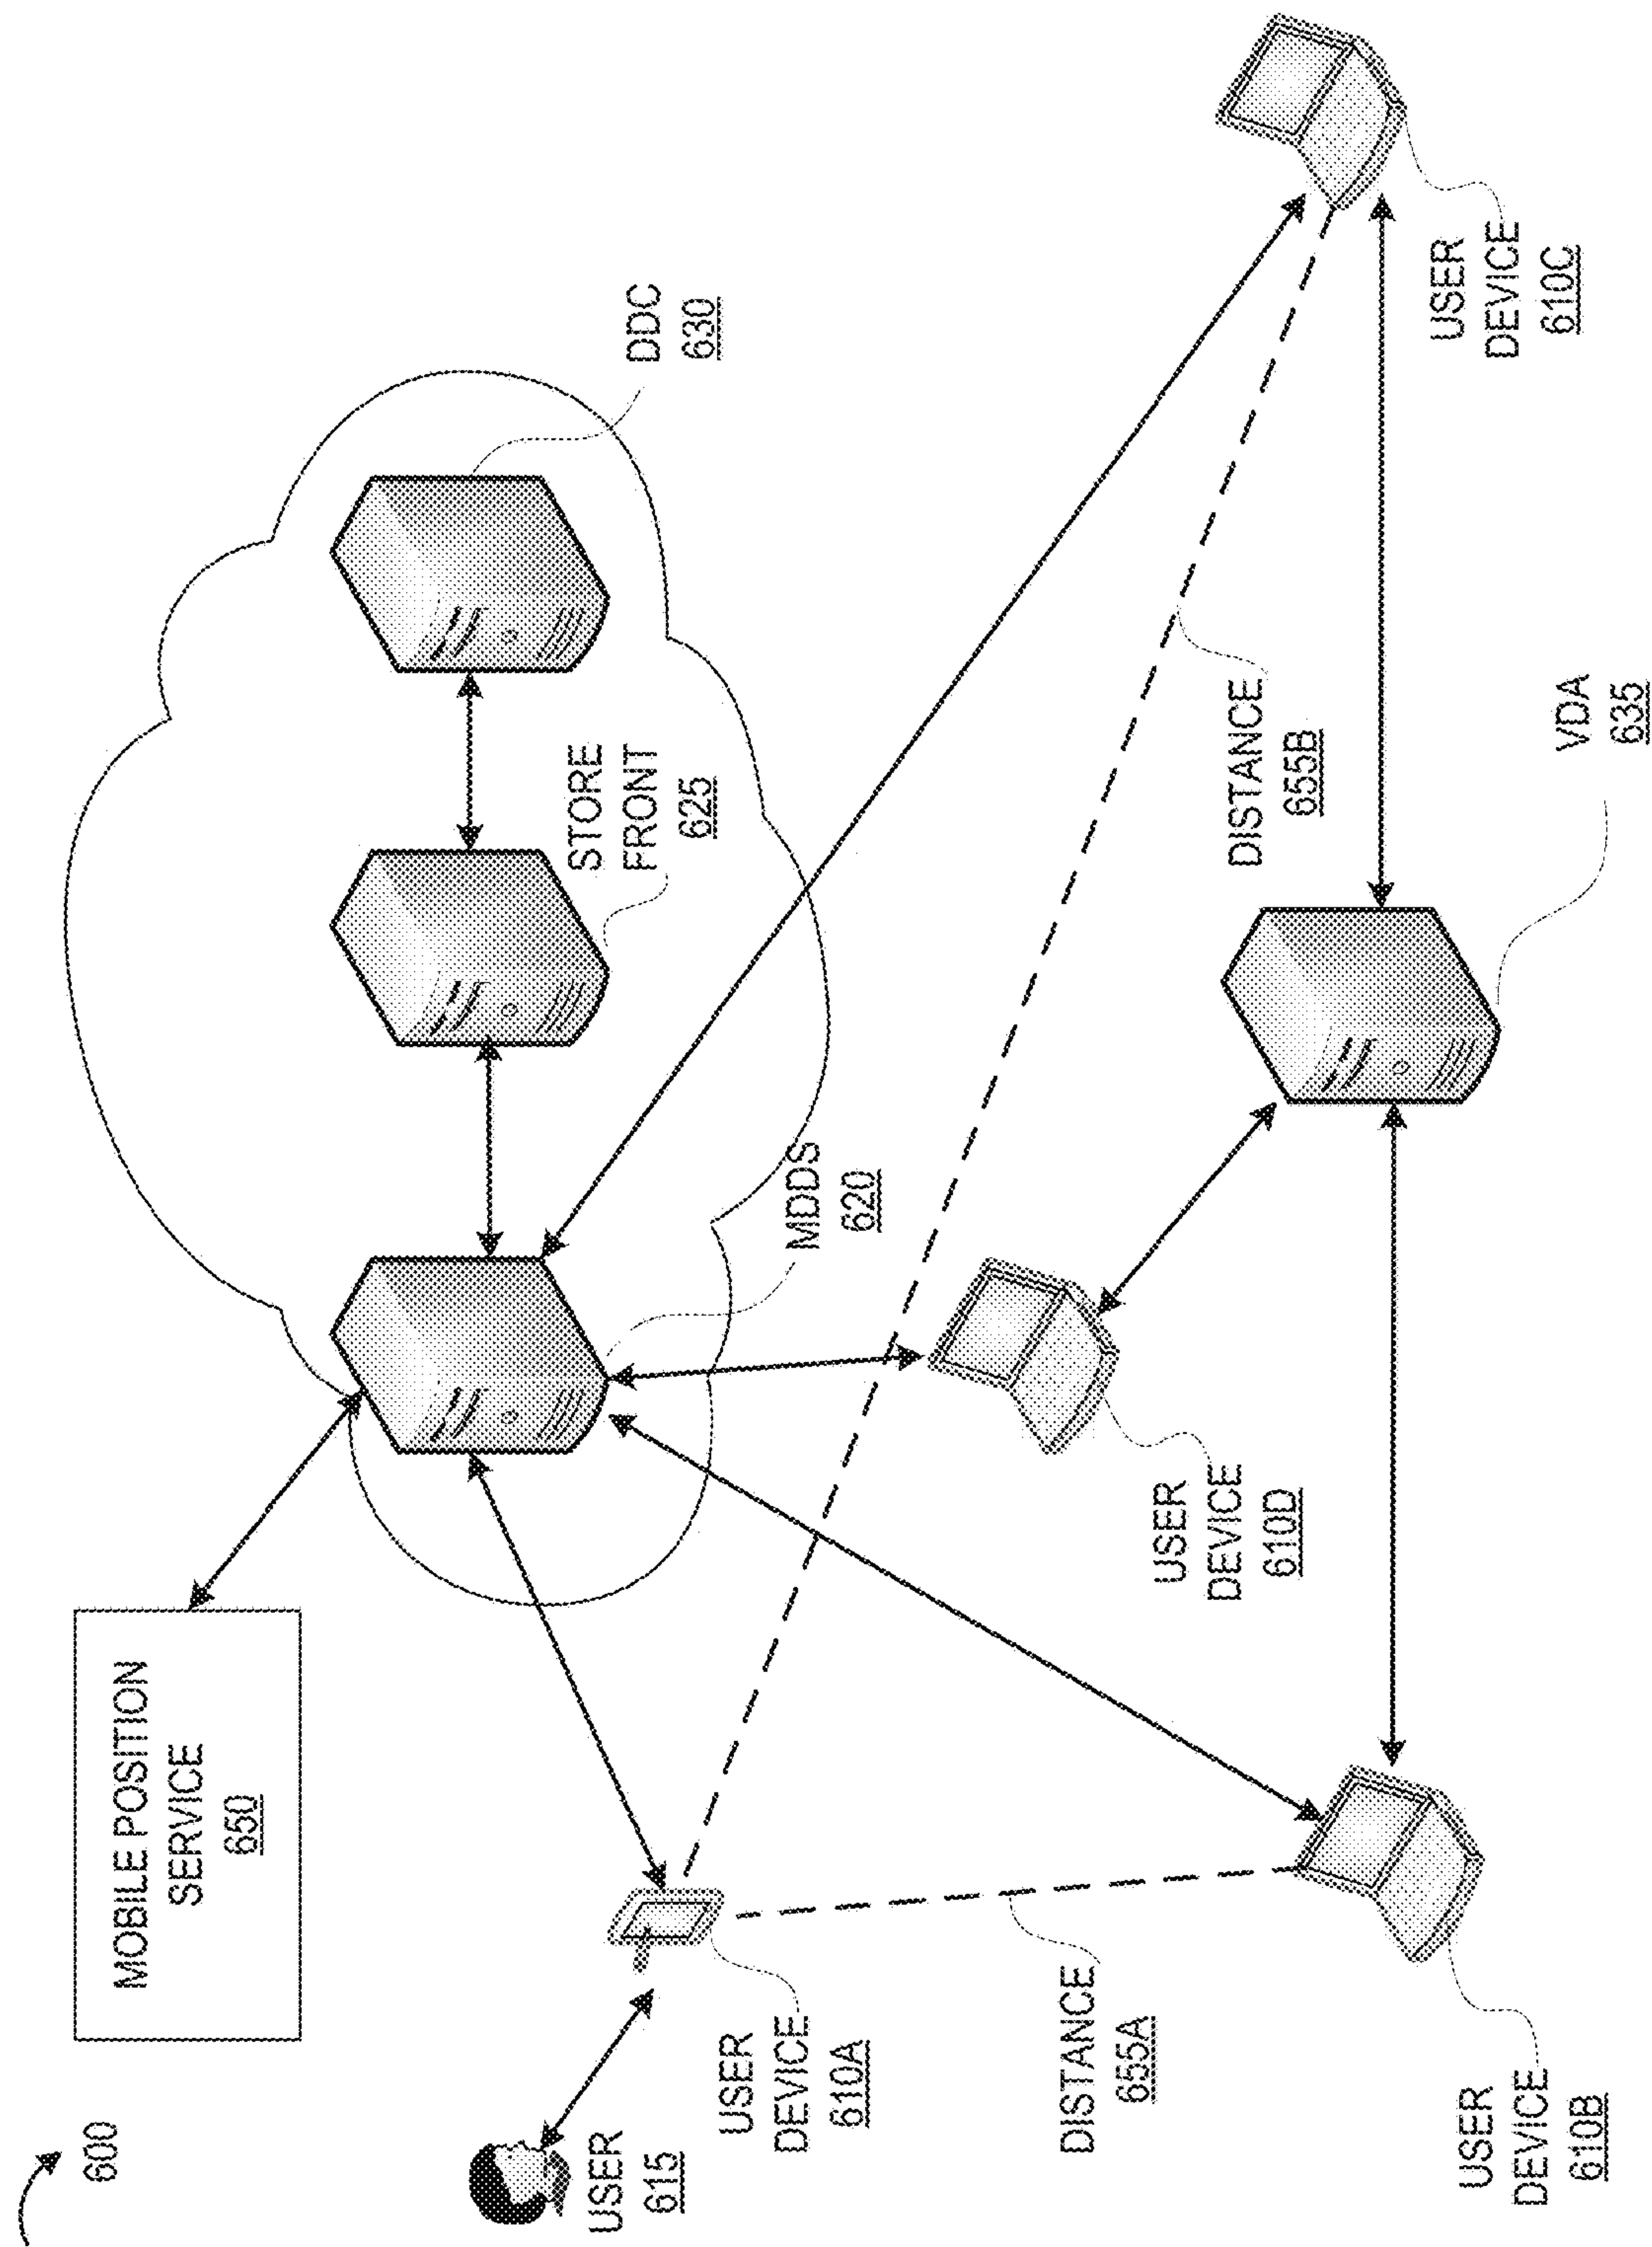 600
MOBILE POSITION
SERVICE
650
USER
615
USER
DEVICE
610A
MDDS
620
STORE
FRONT
625
DDC
630
DISTANCE
655A
DISTANCE
655B
USER
DEVICE
610D
USER
DEVICE
610B
VDA
635
USER
DEVICE
610C